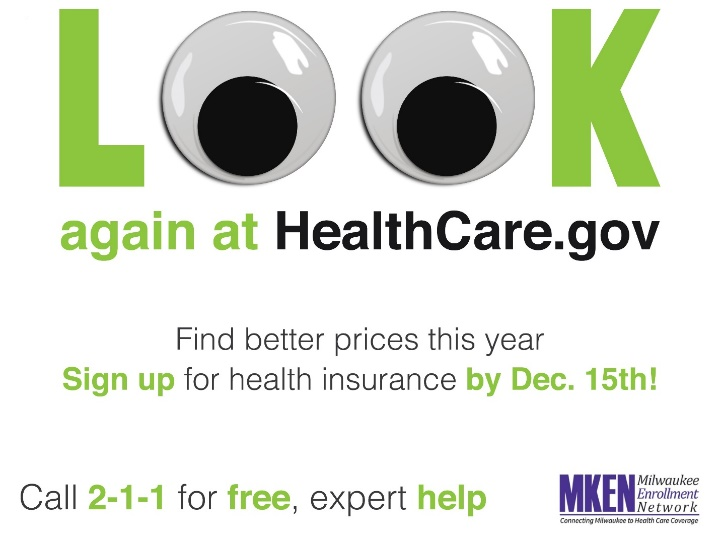 LOOK
again at HealthCare.gov
Find better prices this year
Sign up for health insurance by Dec. 15th!
Call 2-1-1 for free, expert help
MKEN Milwaukee
Enrollment
Network
Connecting Milwaukee to Health Care Coverage